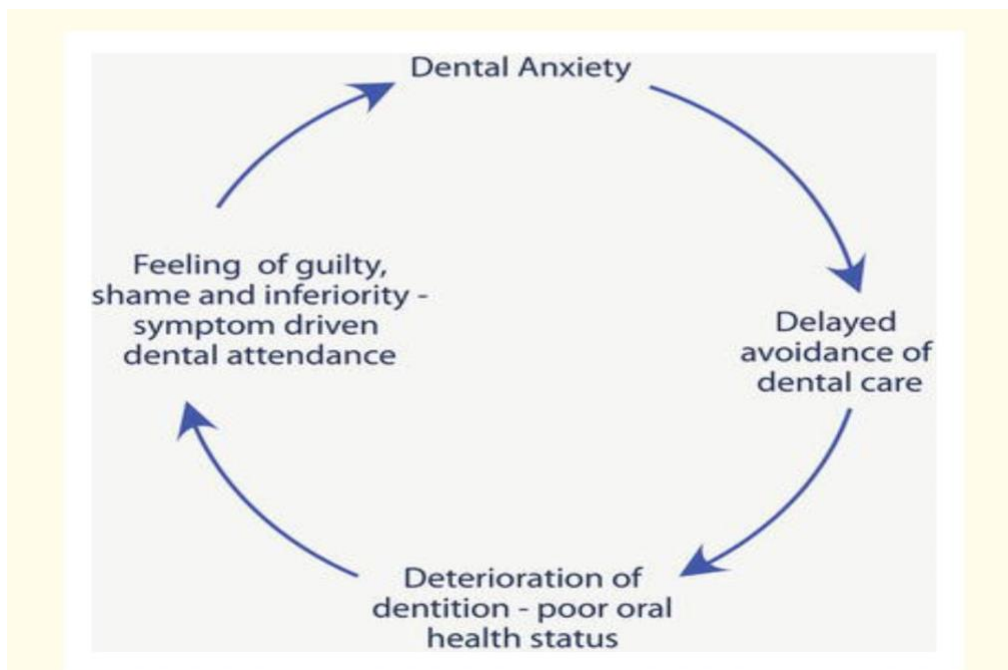 Dental Anxiety
Delayed
avoidance of
dental care
Deterioration of
dentition - poor oral
health status
Feeling of guilty,
shame and inferiority -
symptom driven
dental attendance